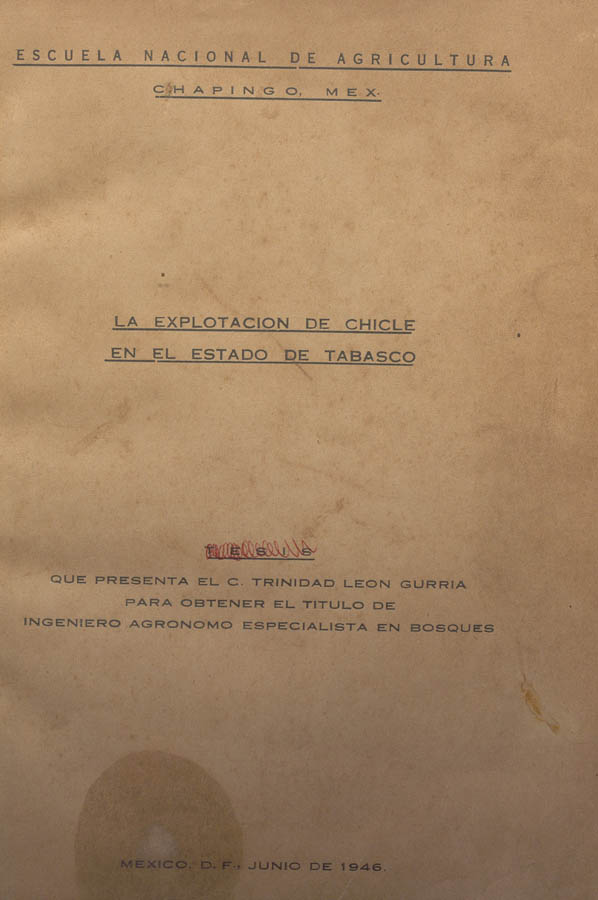 ESCUELA NACIONAL DE AGRICULTURA
CHAPINGO, MEX.
LA EXPLOTACION DE CHICLE
EN EL ESTADO DE TABASCO
TESIS
QUE PRESENTA EL C. TRINIDAD LEON GURRIA
PARA OBTENER EL TITULO DE
INGENIERO AGRONOMO ESPECIALISTA EN BOSQUES
MEXICO, D. F., JUNIO DE 1946.